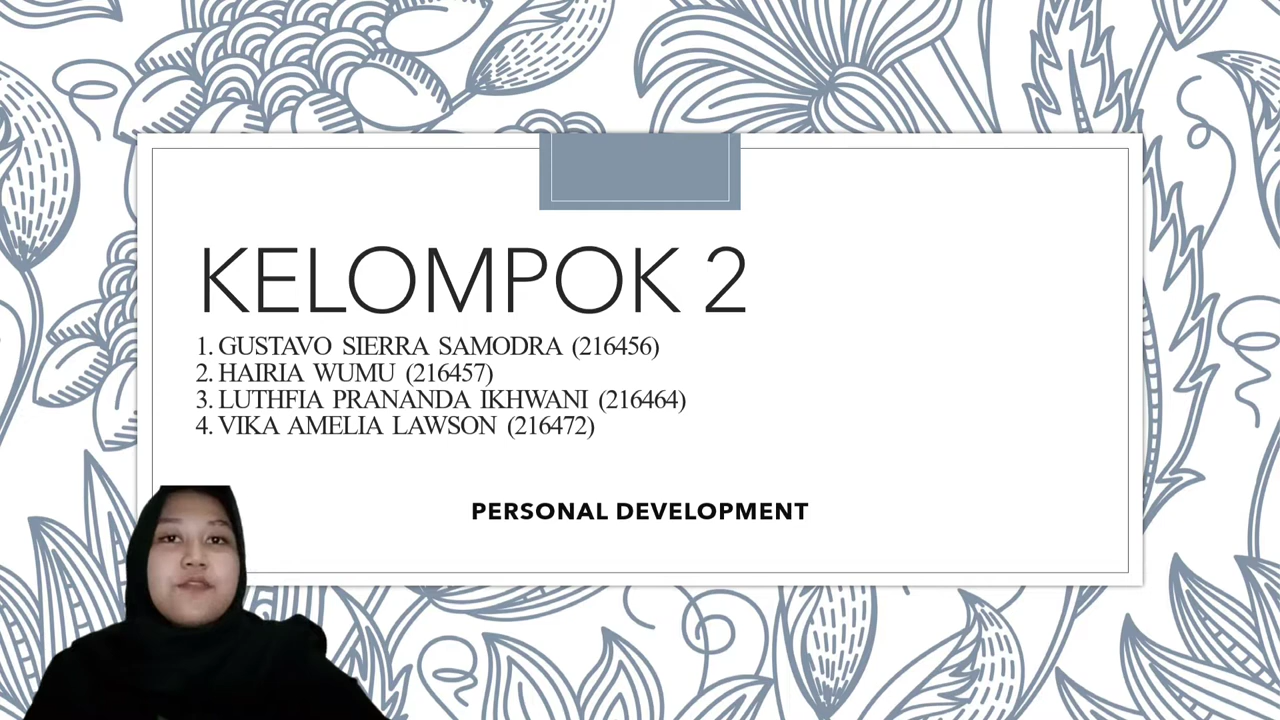 KELOMPOK 2
1. GUSTAVO SIERRA SAMODRA (216456)
2. HAIRIA WUMU (216457)
3. LUTHFIA PRANANDA IKHWANI (216464)
4. VIKA AMELIA LAWSON (216472)
PERSONAL DEVELOPMENT